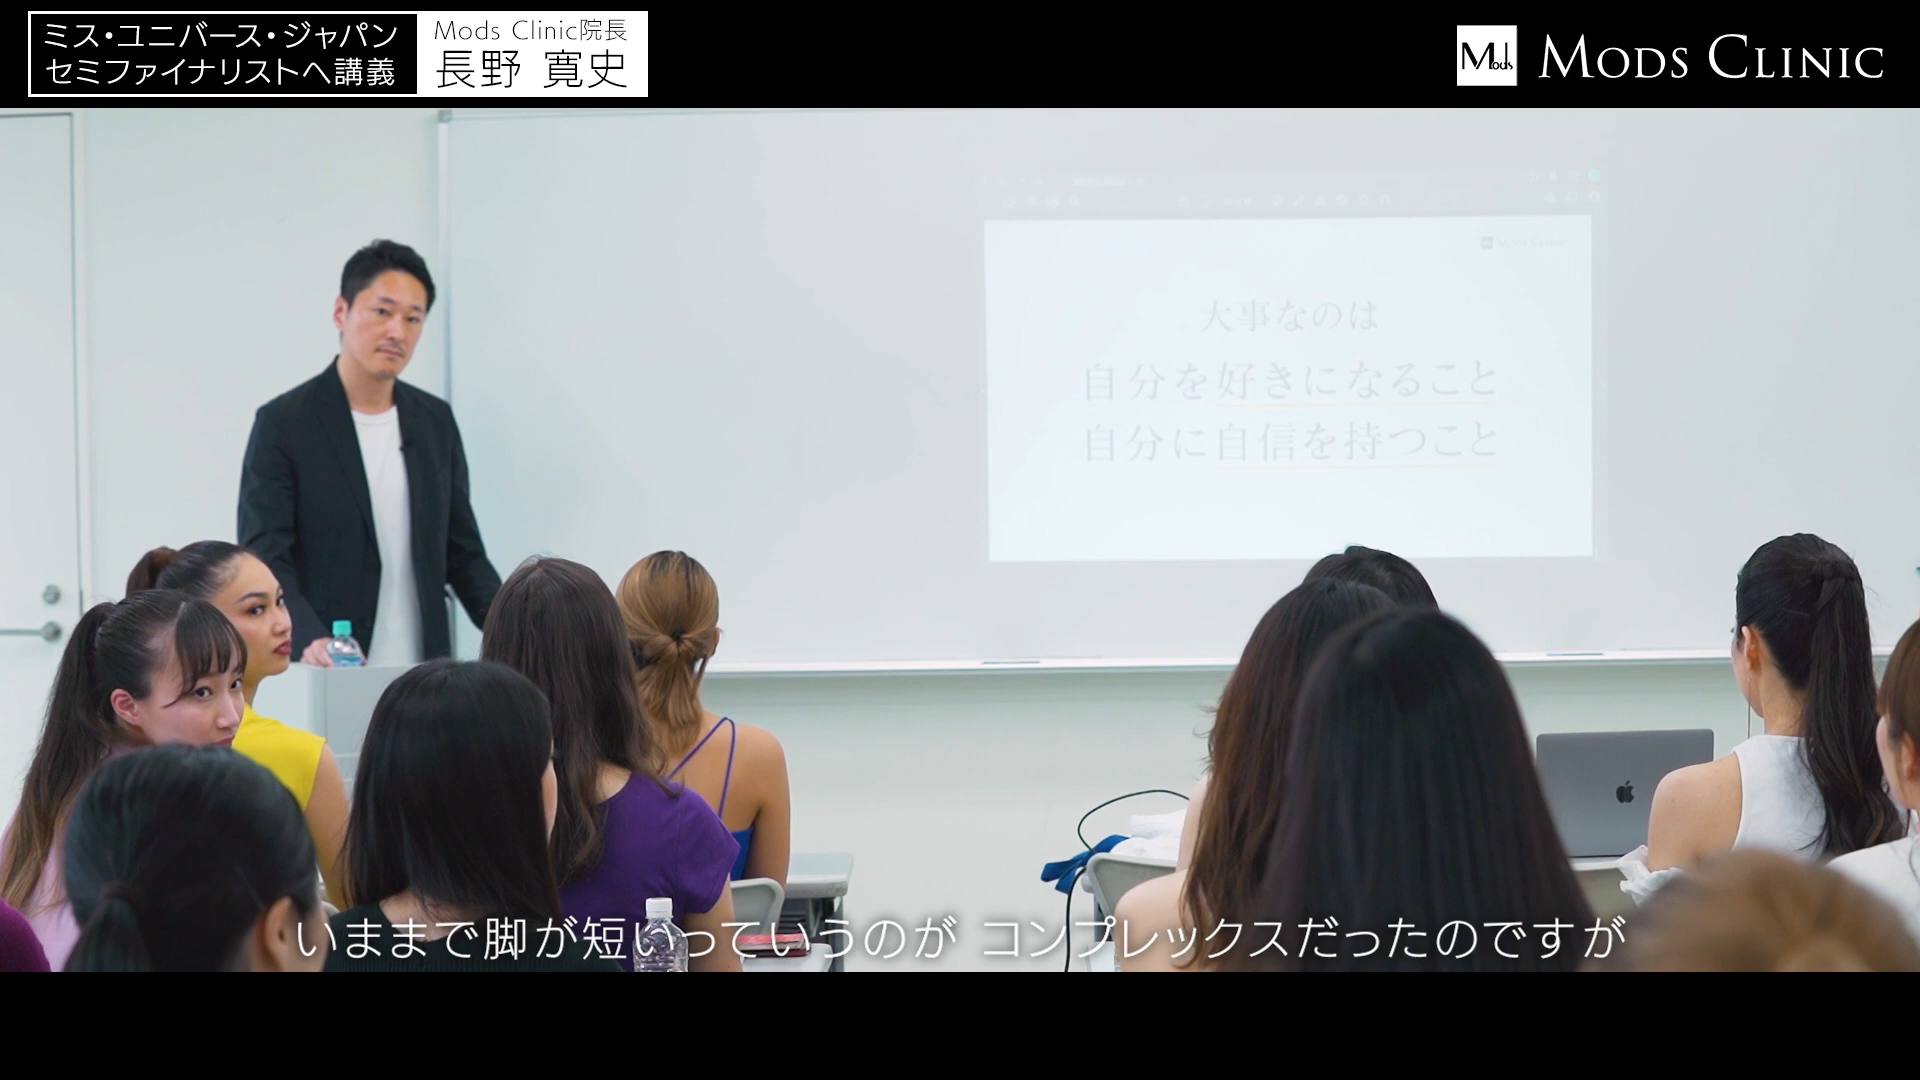 ミス・ユニバース・ジャパン
セミファイナリストへ講義
Mods Clinic院長
長野 寛史
Mods
MODS CLINIC
MODS CLINIC
大事なのは
自分を好きになること
自分に自信を持つこと
いままで脚が短いっていうのが コンプレックスだったのですが